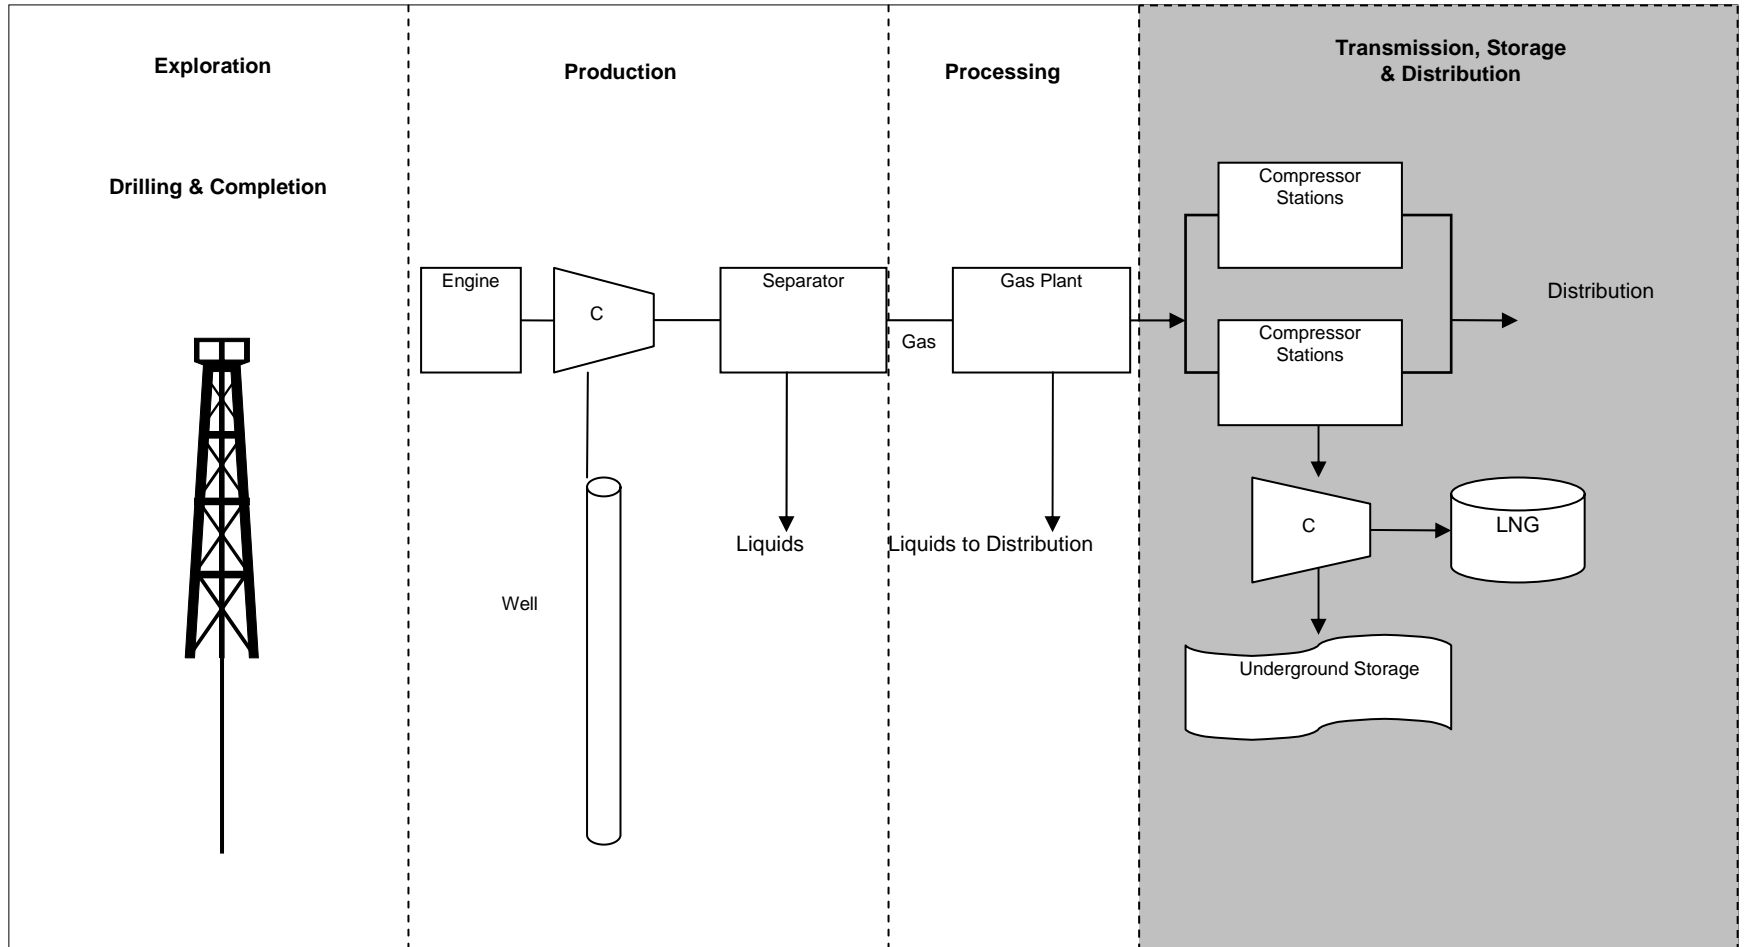 Exploration
Drilling & Completion
Production
Engine
C
Separator
Well
Liquids
Processing
Gas
Gas Plant
Liquids to Distribution
Transmission, Storage
& Distribution
Compressor
Stations
Compressor
Stations
Distribution
C
LNG
Underground Storage